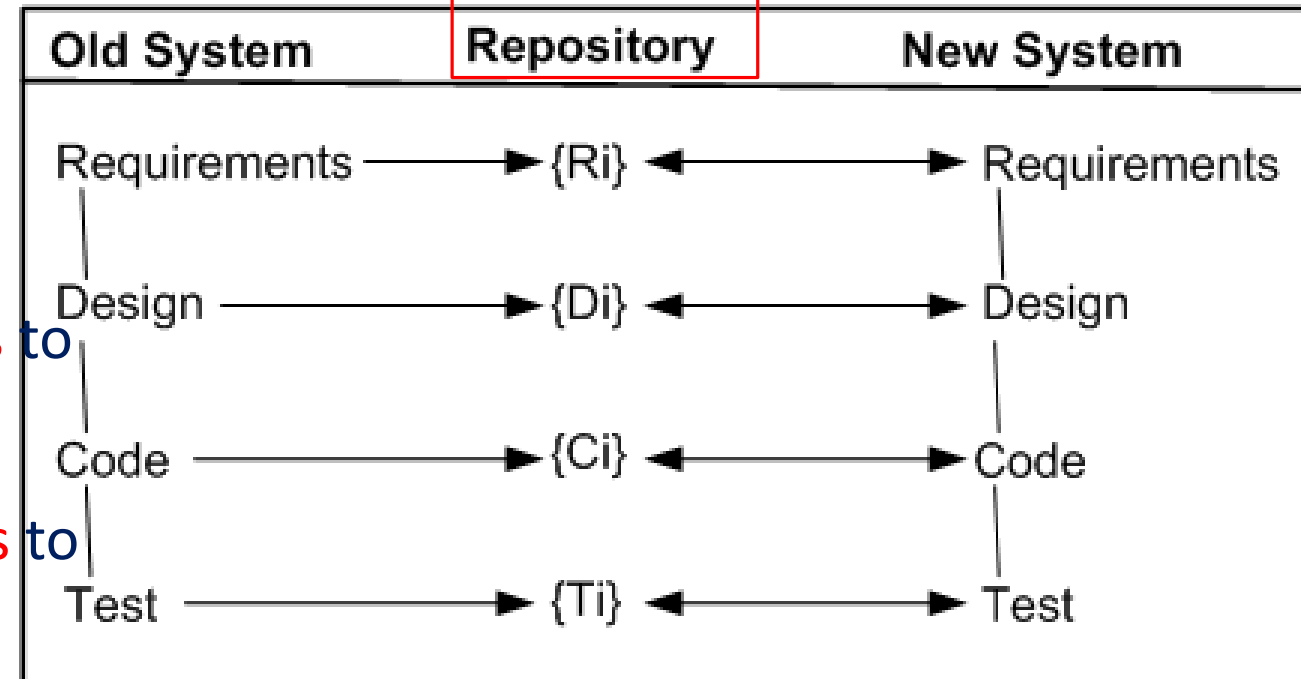 Old System Repository New System
Requirements {Ri} Requirements
Design {Di} Design
s to
Code {Ci} Code
s to
Test {Ti} Test